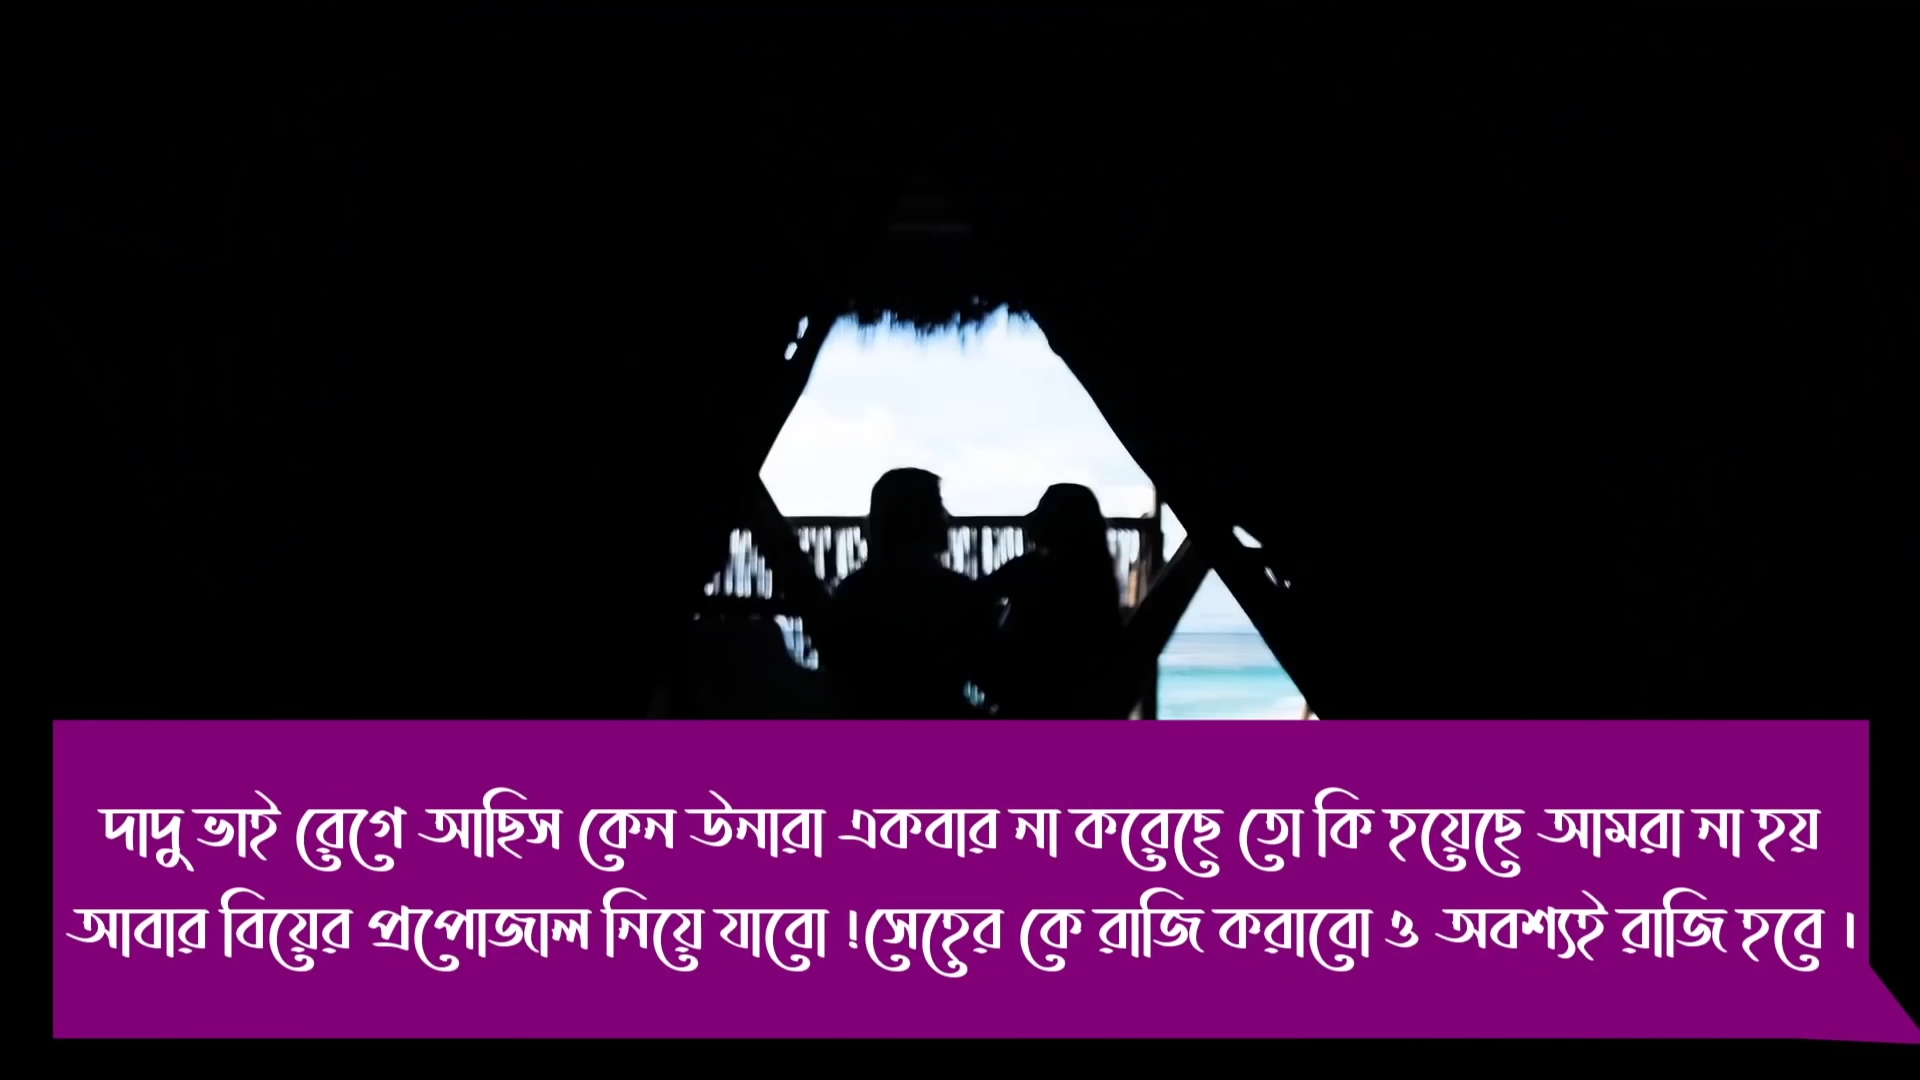 দাদু ভাই রেগে আছিস কেন উনারা একবার না করেছে তো কি হয়েছে আমরা না হয়
আবার বিয়ের প্রপোজাল নিয়ে যাবো !সেহের কে রাজি করাবো ও অবশ্যই রাজি হবে ।